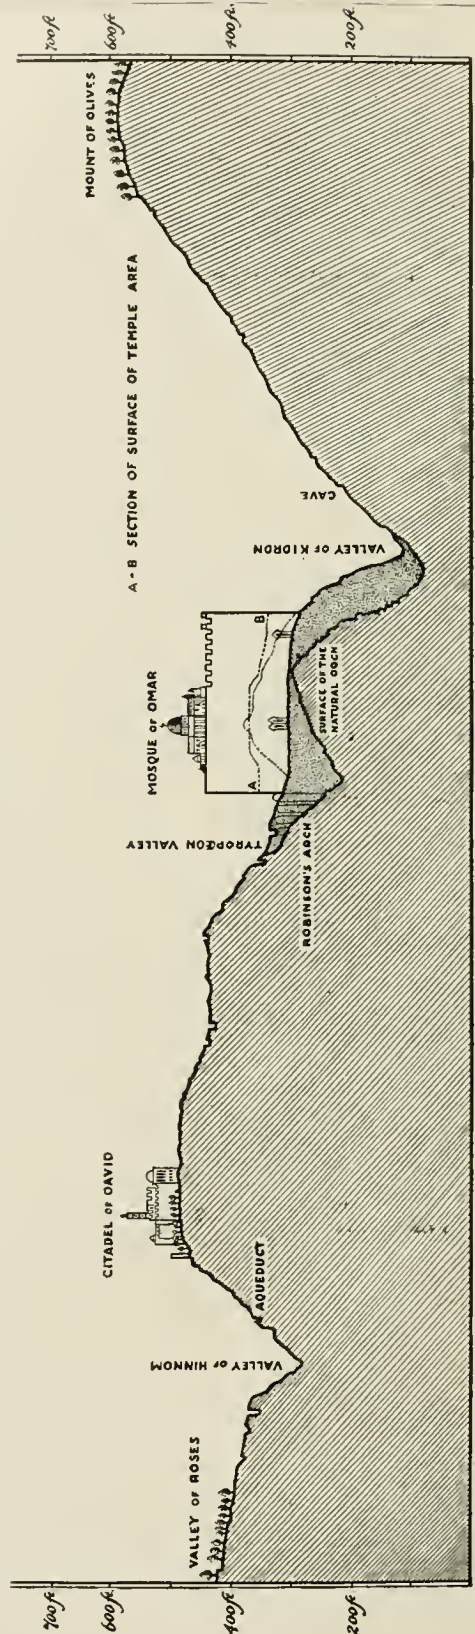 700ft.
600ft.
400ft.
200ft.
VALLEY OF ROSES
VALLEY OF HINNOM
AQUEDUCT
CITADEL OF DAVID
TYROPŒON VALLEY
ROBINSON'S ARCH
MOSQUE OF OMAR
A
B
SURFACE OF THE
NATURAL ROCK
VALLEY OF KIDRON
CAVE
A-B SECTION OF SURFACE OF TEMPLE AREA
MOUNT OF OLIVES
700ft.
600ft.
400ft.
200ft.